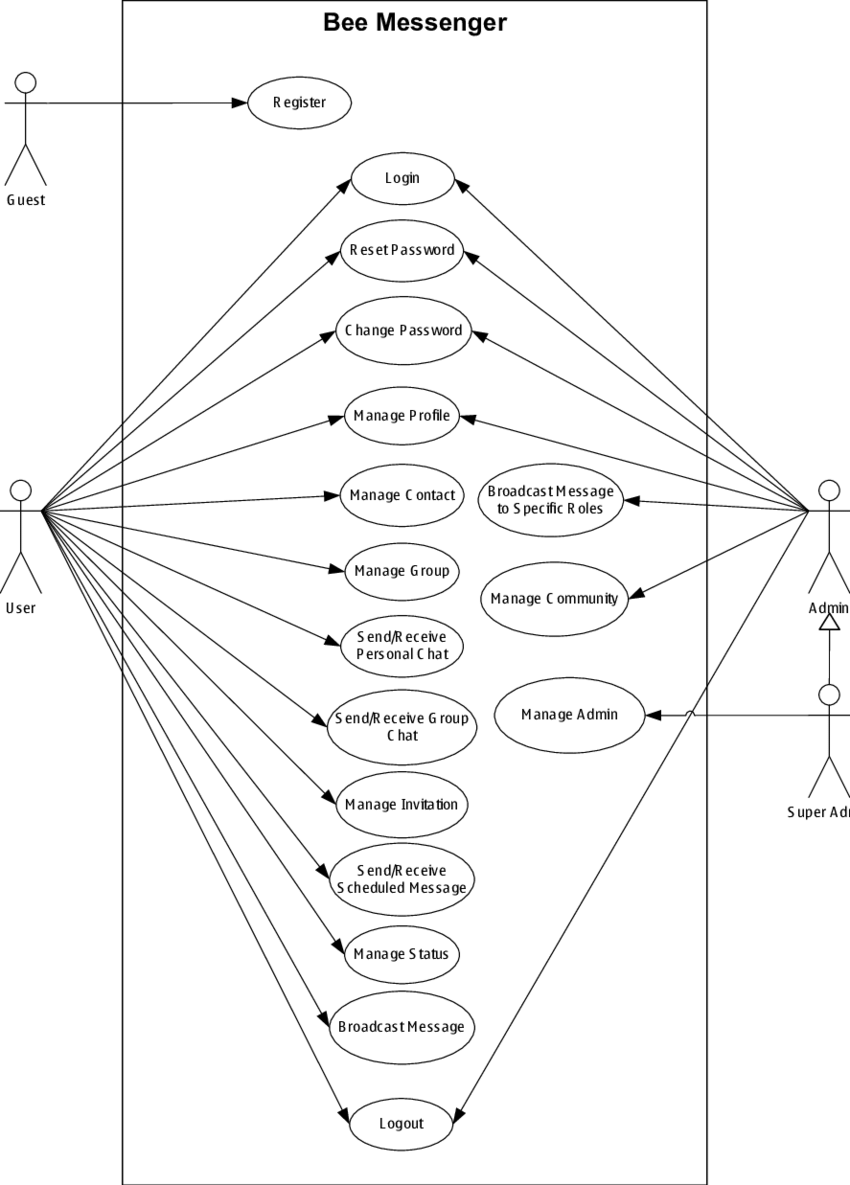 Bee Messenger
Register
Guest
Login
Reset Password
Change Password
Manage Profile
Manage Contact
Broadcast Message
to Specific Roles
Manage Group
Manage Community
User
Admin
Send/Receive
Personal Chat
Send/Receive Group
Chat
Manage Admin
Manage Invitation
Super Adm
Send/Receive
Scheduled Message
Manage Status
Broadcast Message
Logout